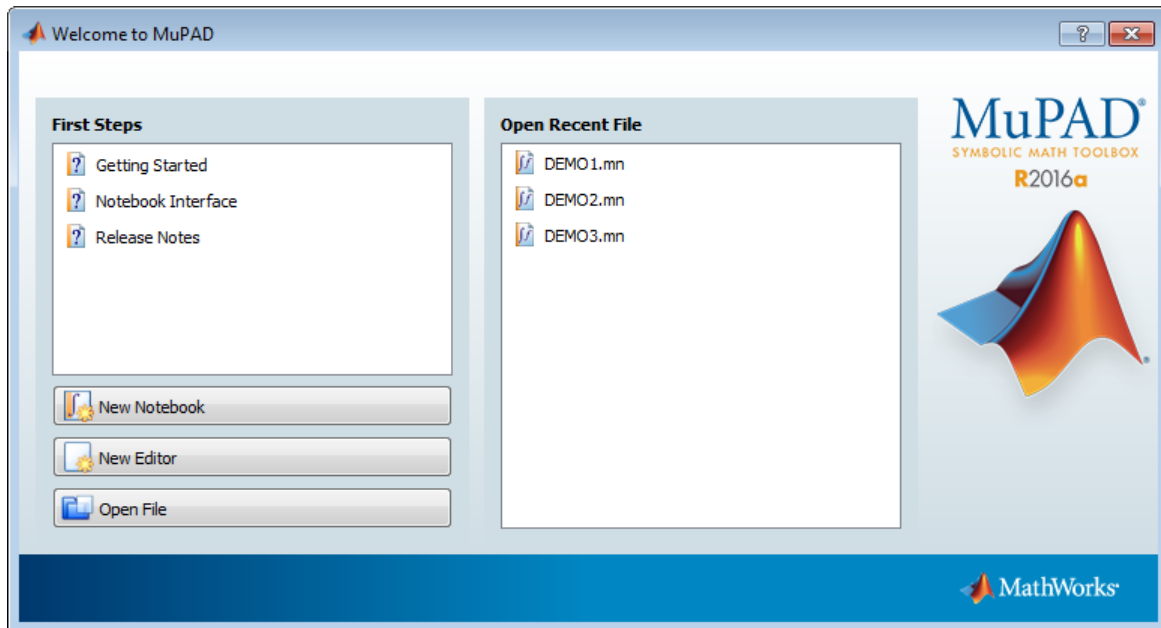 Welcome to MuPAD
First Steps
Getting Started
Notebook Interface
Release Notes
New Notebook
New Editor
Open File
Open Recent File
DEMO1.mn
DEMO2.mn
DEMO3.mn
MuPAD®
SYMBOLIC MATH TOOLBOX
R2016a
®
MathWorks®